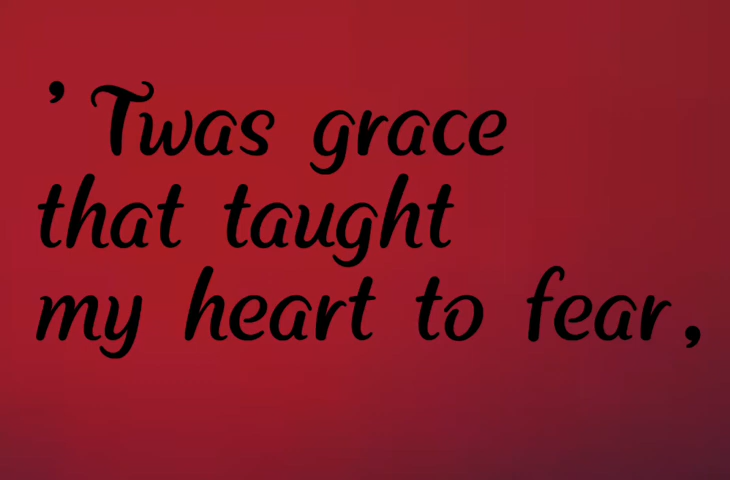 ’ Twas grace
that taught
my heart to fear,